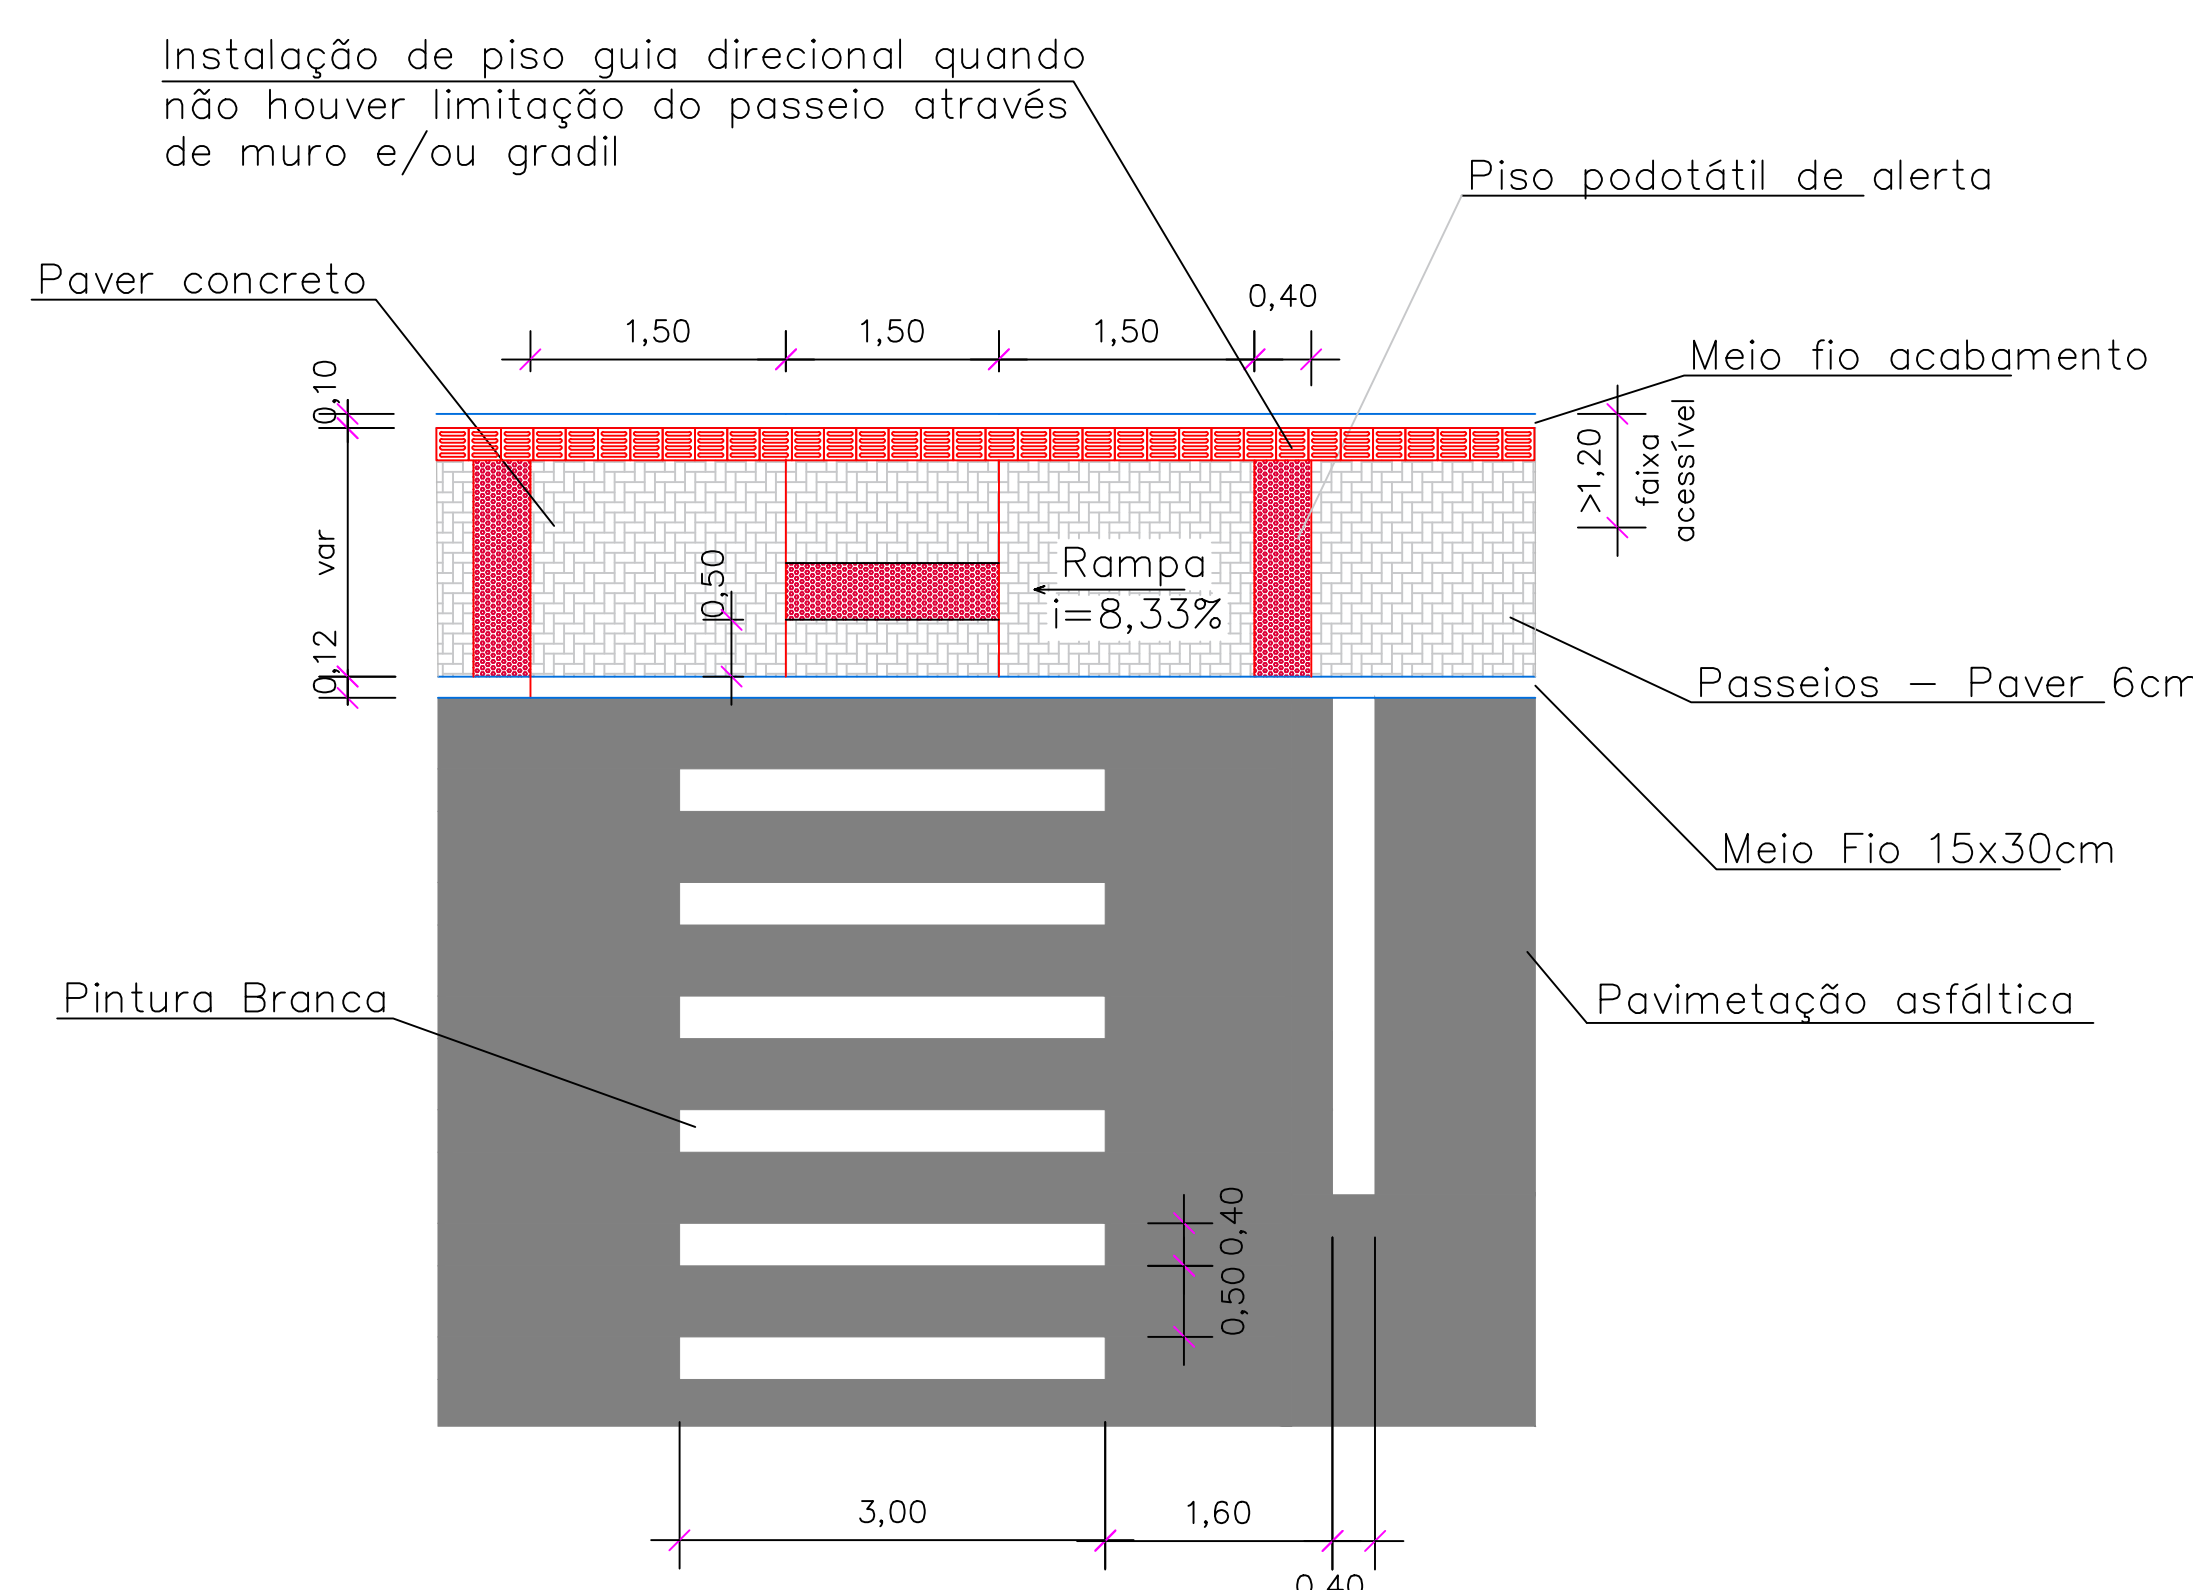 Instalação de piso guia direcional quando
não houver limitação do passeio através
de muro e/ou gradil
Piso podotátil de alerta
Paver concreto
0,40
1,50
1,50
1,50
Meio fio acabamento
0,10
>1,20
faixa
acessível
var
0,50
Rampa
i=8,33%
0,12
Passeios - Paver 6cm
Meio Fio 15x30cm
Pintura Branca
Pavimetação asfáltica
0,40
0,50
3,00
1,60
0,40